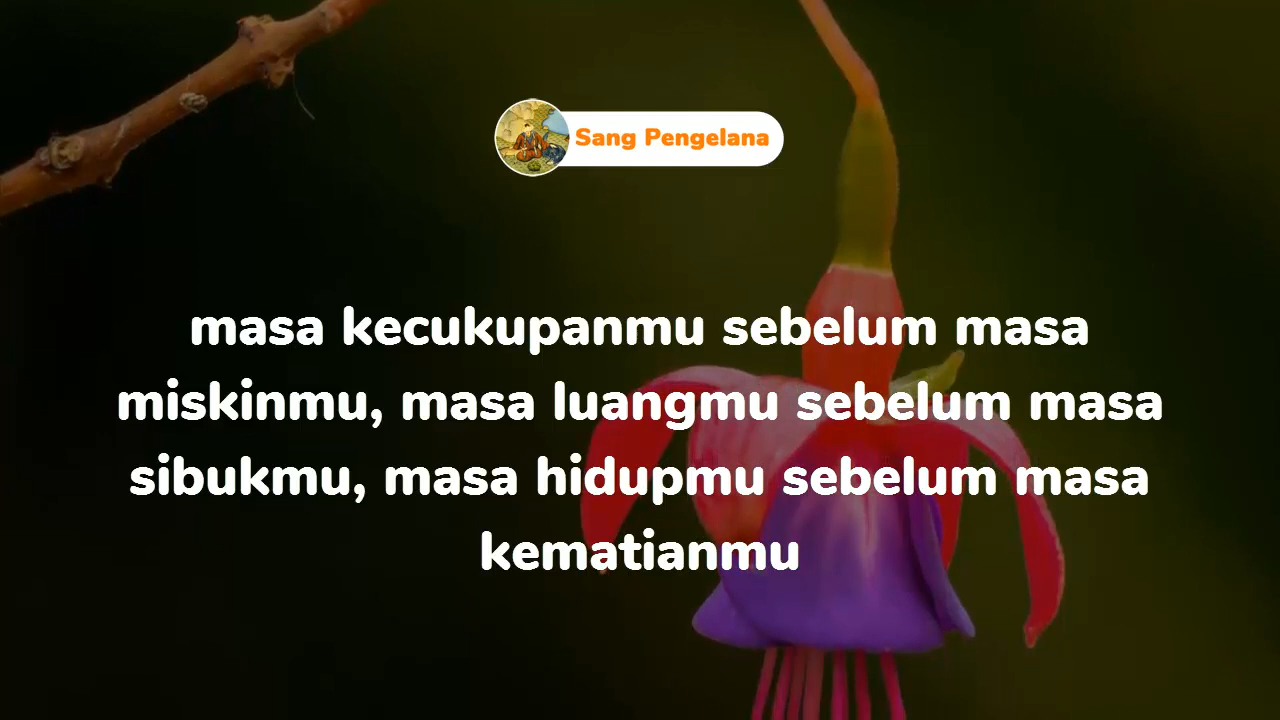 Sang Pengelana
masa kecukupanmu sebelum masa
miskinmu, masa luangmu sebelum masa
sibukmu, masa hidupmu sebelum masa
kematianmu